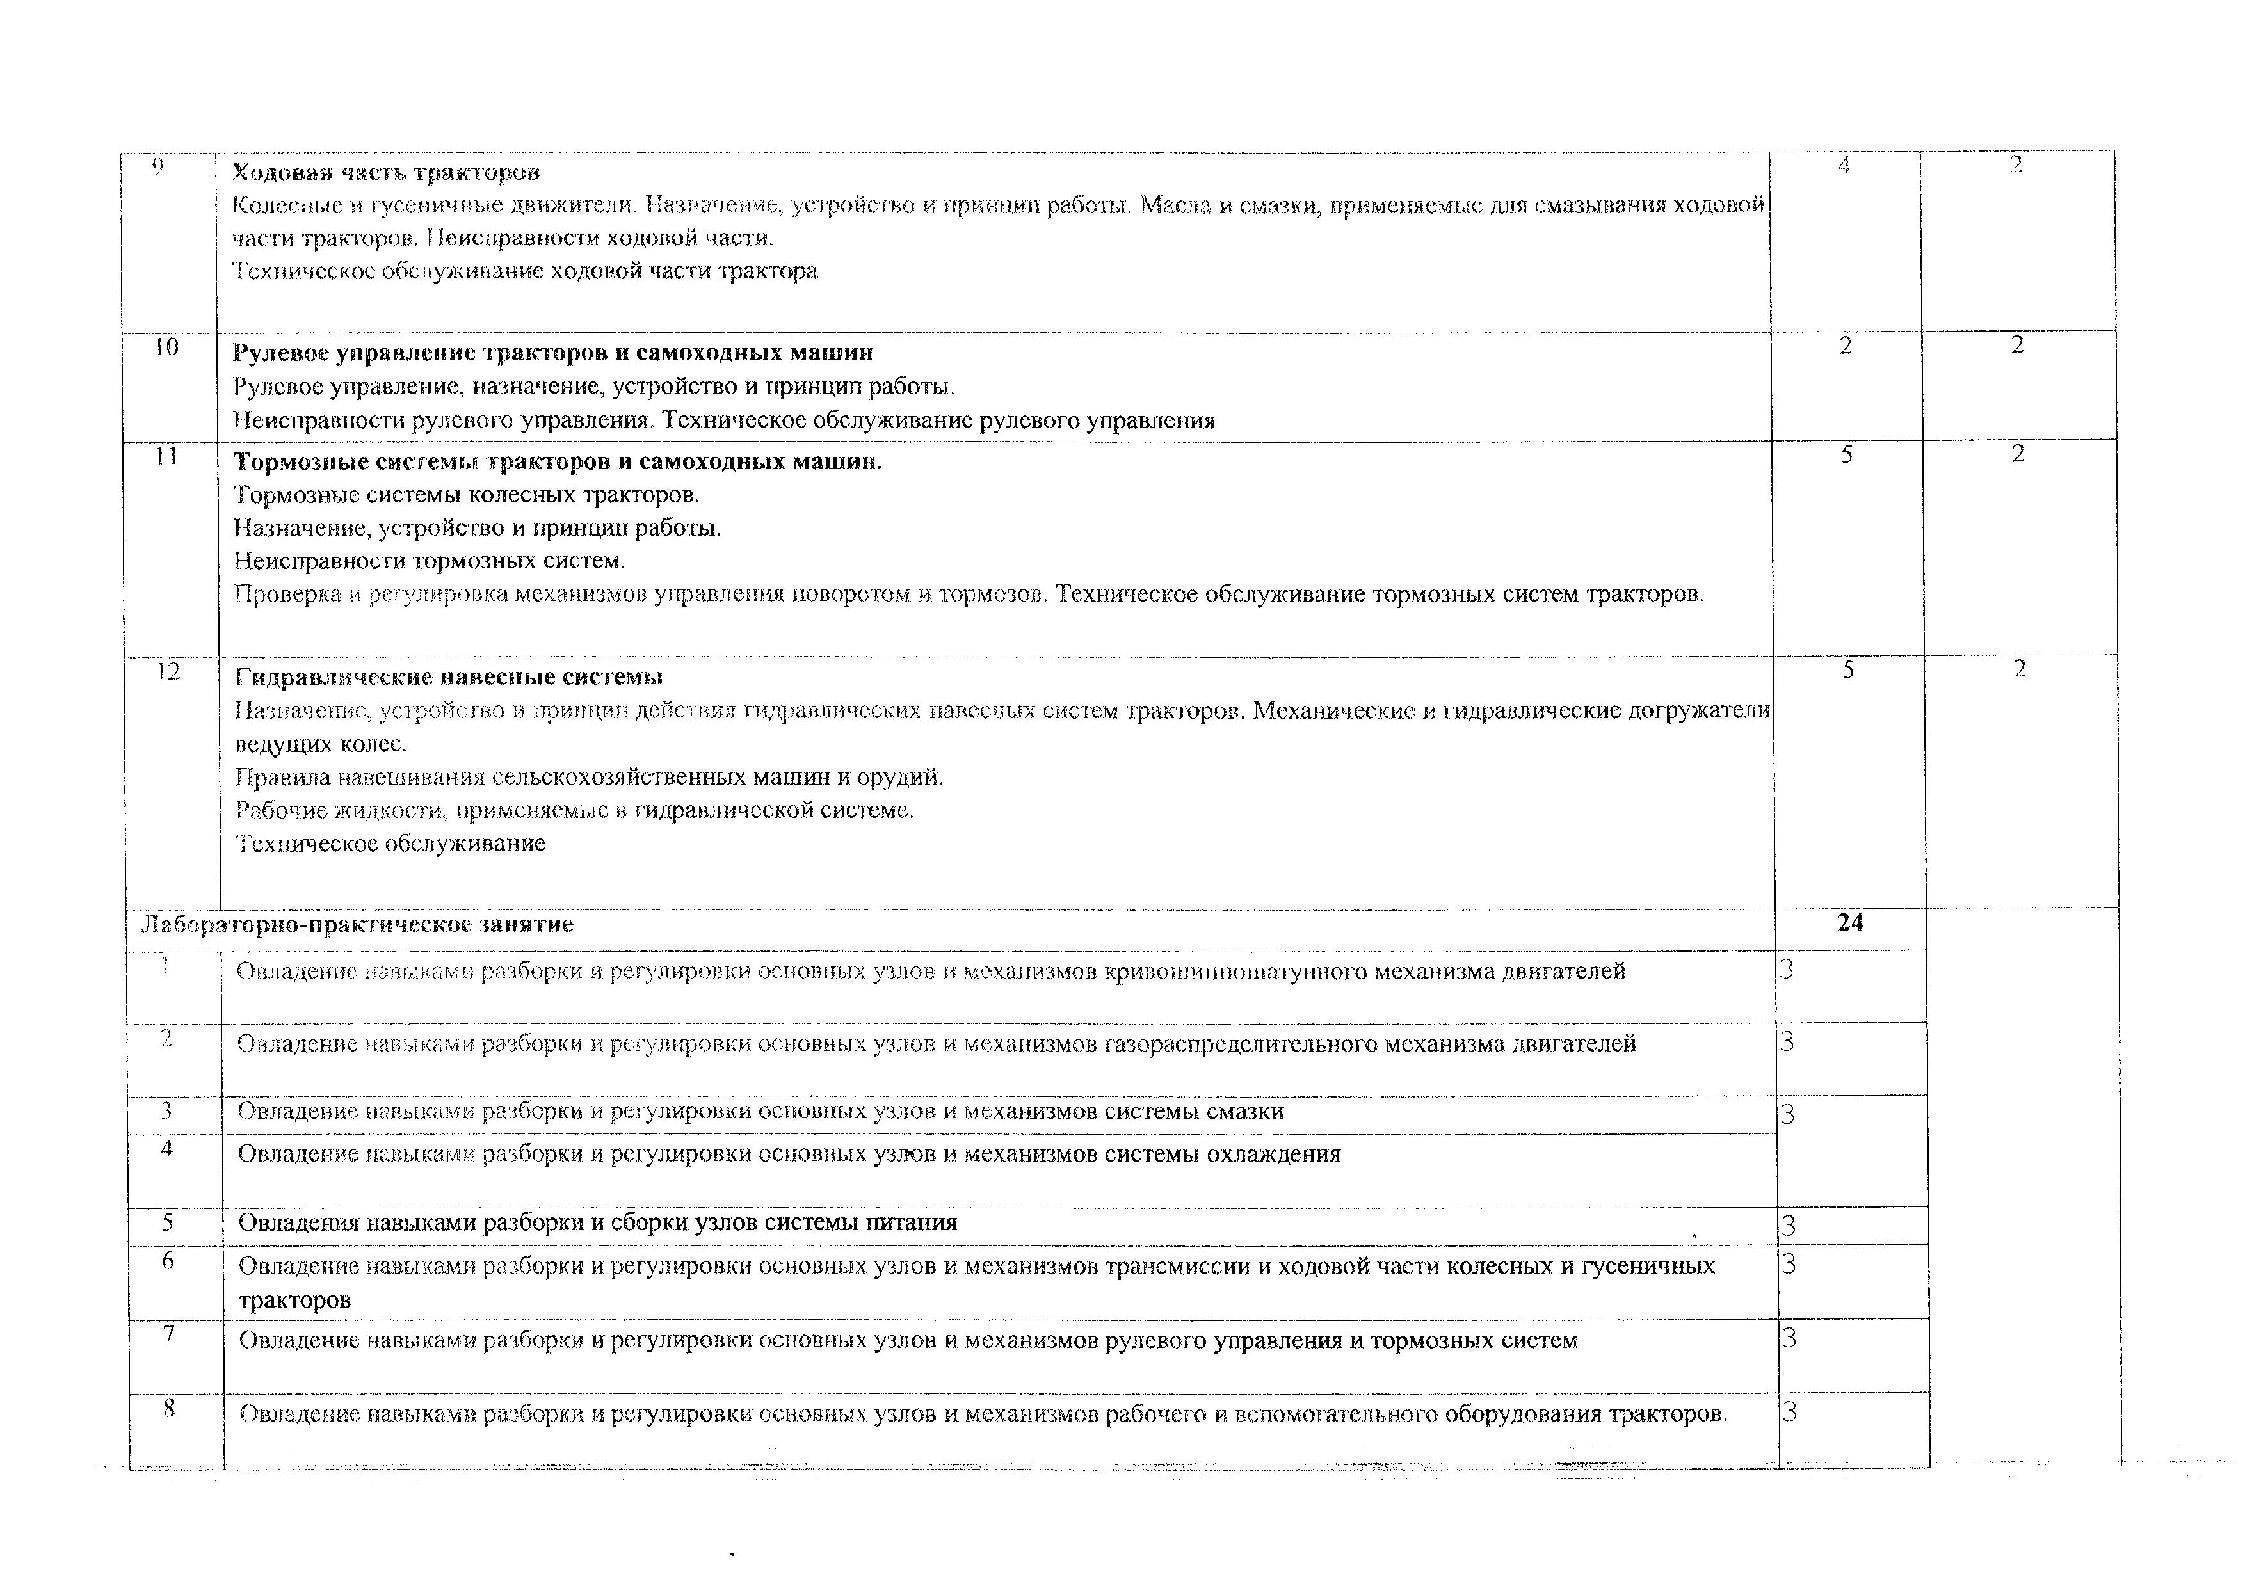 9 Ходовая часть тракторов 4 2
Колесные и гусеничные движители. Назначение, устройство и принцип работы. Масла и смазки, применяемые для смазывания ходовой
части тракторов. Неисправности ходовой части.
Техническое обслуживание ходовой части трактора
10 Рулевое управление тракторов и самоходных машин 2 2
Рулевое управление, назначение, устройство и принцип работы.
Неисправности рулевого управления. Техническое обслуживание рулевого управления
11 Тормозные системы тракторов и самоходных машин. 5 2
Тормозные системы колесных тракторов.
Назначение, устройство и принцип работы.
Неисправности тормозных систем.
Проверка и регулировка механизмов управления поворотом и тормозов. Техническое обслуживание тормозных систем тракторов.
12 Гидравлические навесные системы 5 2
Назначение, устройство и принцип действия гидравлических навесных систем тракторов. Механические и гидравлические догружатели
ведущих колес.
Правила навешивания сельскохозяйственных машин и орудий.
Рабочие жидкости, применяемые в гидравлической системе.
Техническое обслуживание
Лабораторно-практическое занятие 24
1 Овладение навыками разборки и регулировки основных узлов и механизмов кривошипношатунного механизма двигателей 3
2 Овладение навыками разборки и регулировки основных узлов и механизмов газораспределительного механизма двигателей 3
3 Овладение навыками разборки и регулировки основных узлов и механизмов системы смазки 3
4 Овладение навыками разборки и регулировки основных узлов и механизмов системы охлаждения
5 Овладения навыками разборки и сборки узлов системы питания 3
6 Овладение навыками разборки и регулировки основных узлов и механизмов трансмиссии и ходовой части колесных и гусеничных 3
тракторов
7 Овладение навыками разборки и регулировки основных узлов и механизмов рулевого управления и тормозных систем 3
8 Овладение навыками разборки и регулировки основных узлов и механизмов рабочего и вспомогательного оборудования тракторов. 3